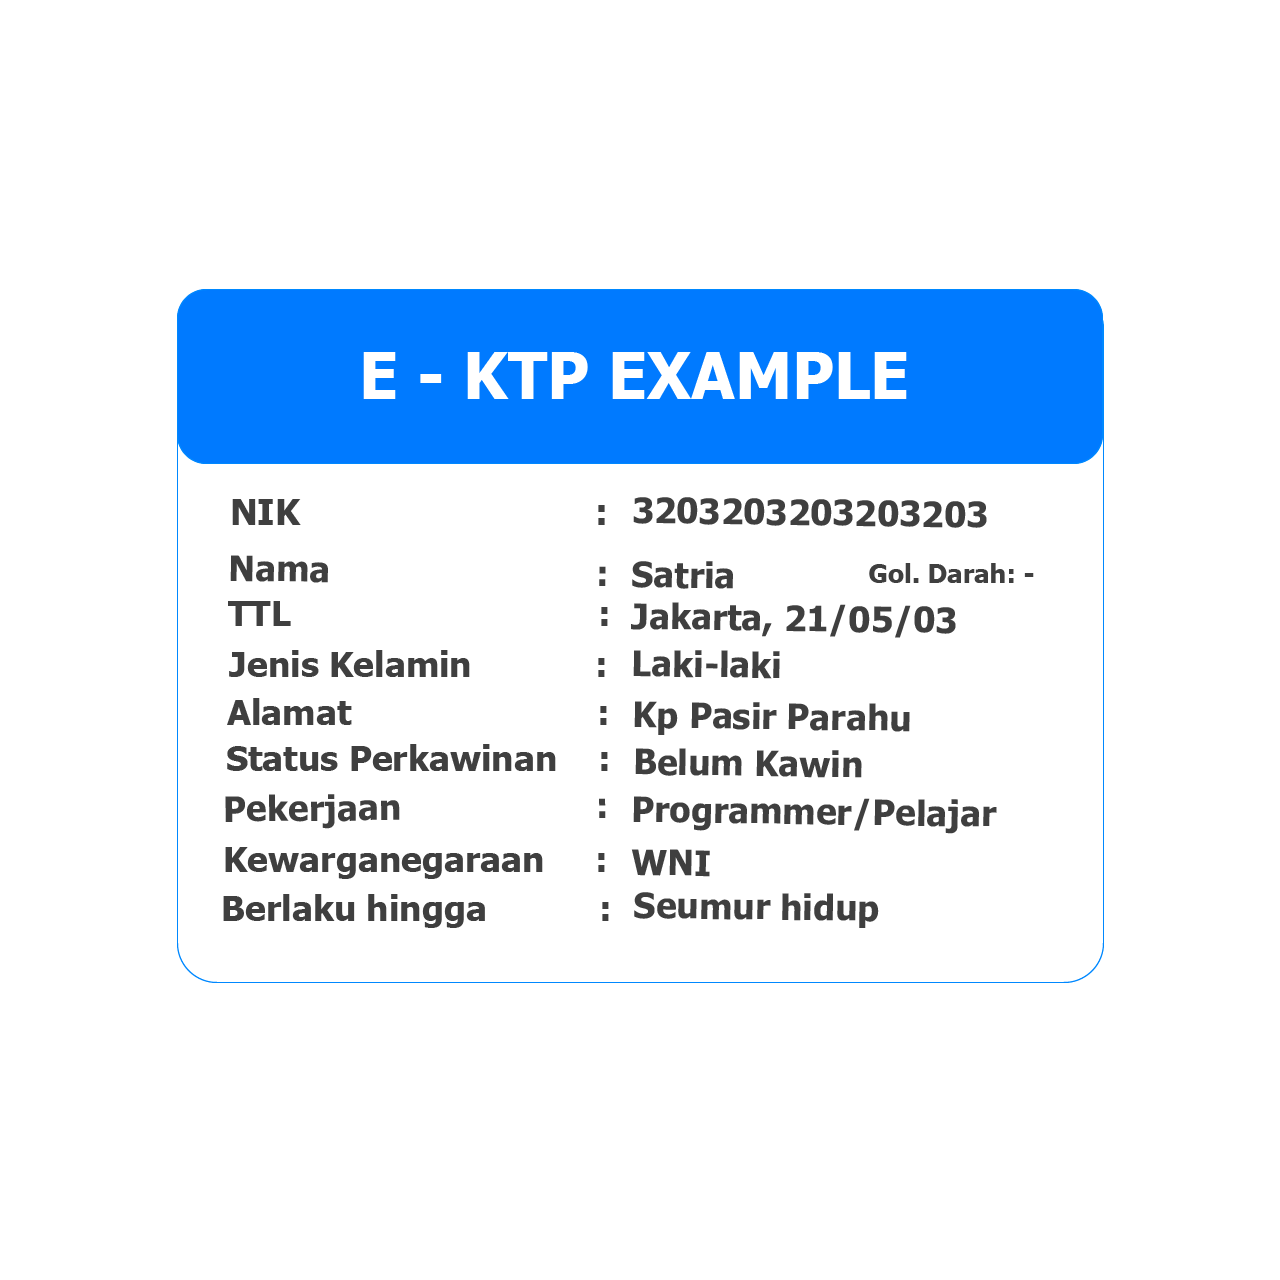 E - KTP EXAMPLE
NIK : 3203203203203203
Nama : Satria Gol. Darah: -
TTL : Jakarta, 21/05/03
Jenis Kelamin : Laki-laki
Alamat : Kp Pasir Parahu
Status Perkawinan : Belum Kawin
Pekerjaan : Programmer/Pelajar
Kewarganegaraan : WNI
Berlaku hingga : Seumur hidup